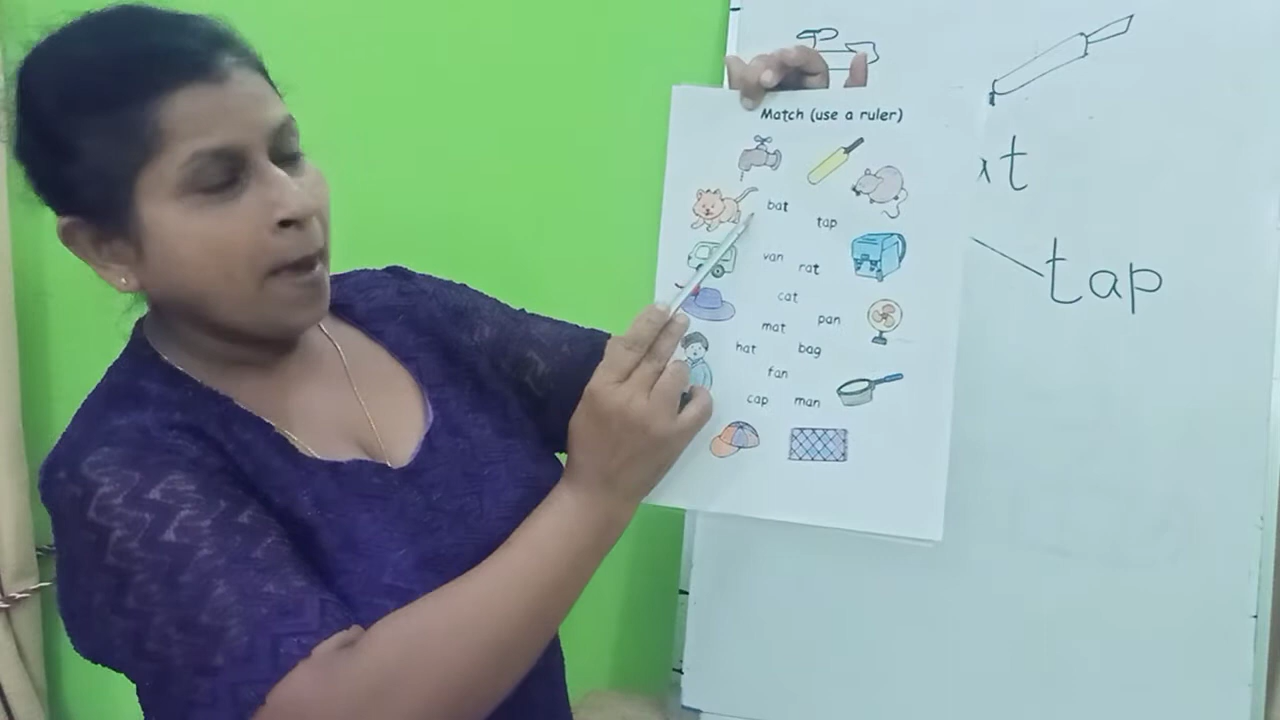 Match (use a ruler)
bat
tap
van
rat
cat
pan
mat
hat
bag
fan
cap
man
tap